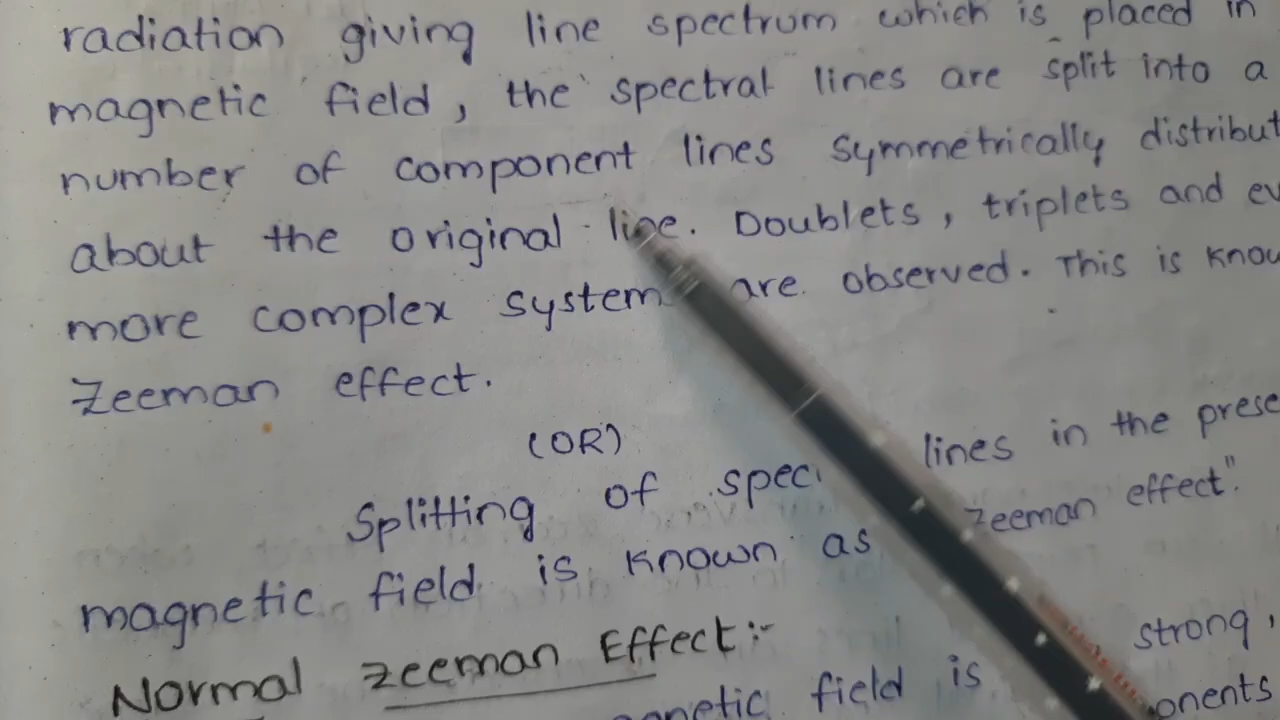 radiation giving line spectrum which is placed in
magnetic field, the spectral lines are split into a
number of component lines symmetrically distribut
about the original line. Doublets, triplets and ev
more complex system are observed. This is know
Zeeman effect.
(OR)
Splitting of spec lines in the prese
magnetic field is known as zeeman effect".
Normal zeeman Effect:-
gnetic field is strong,
onents